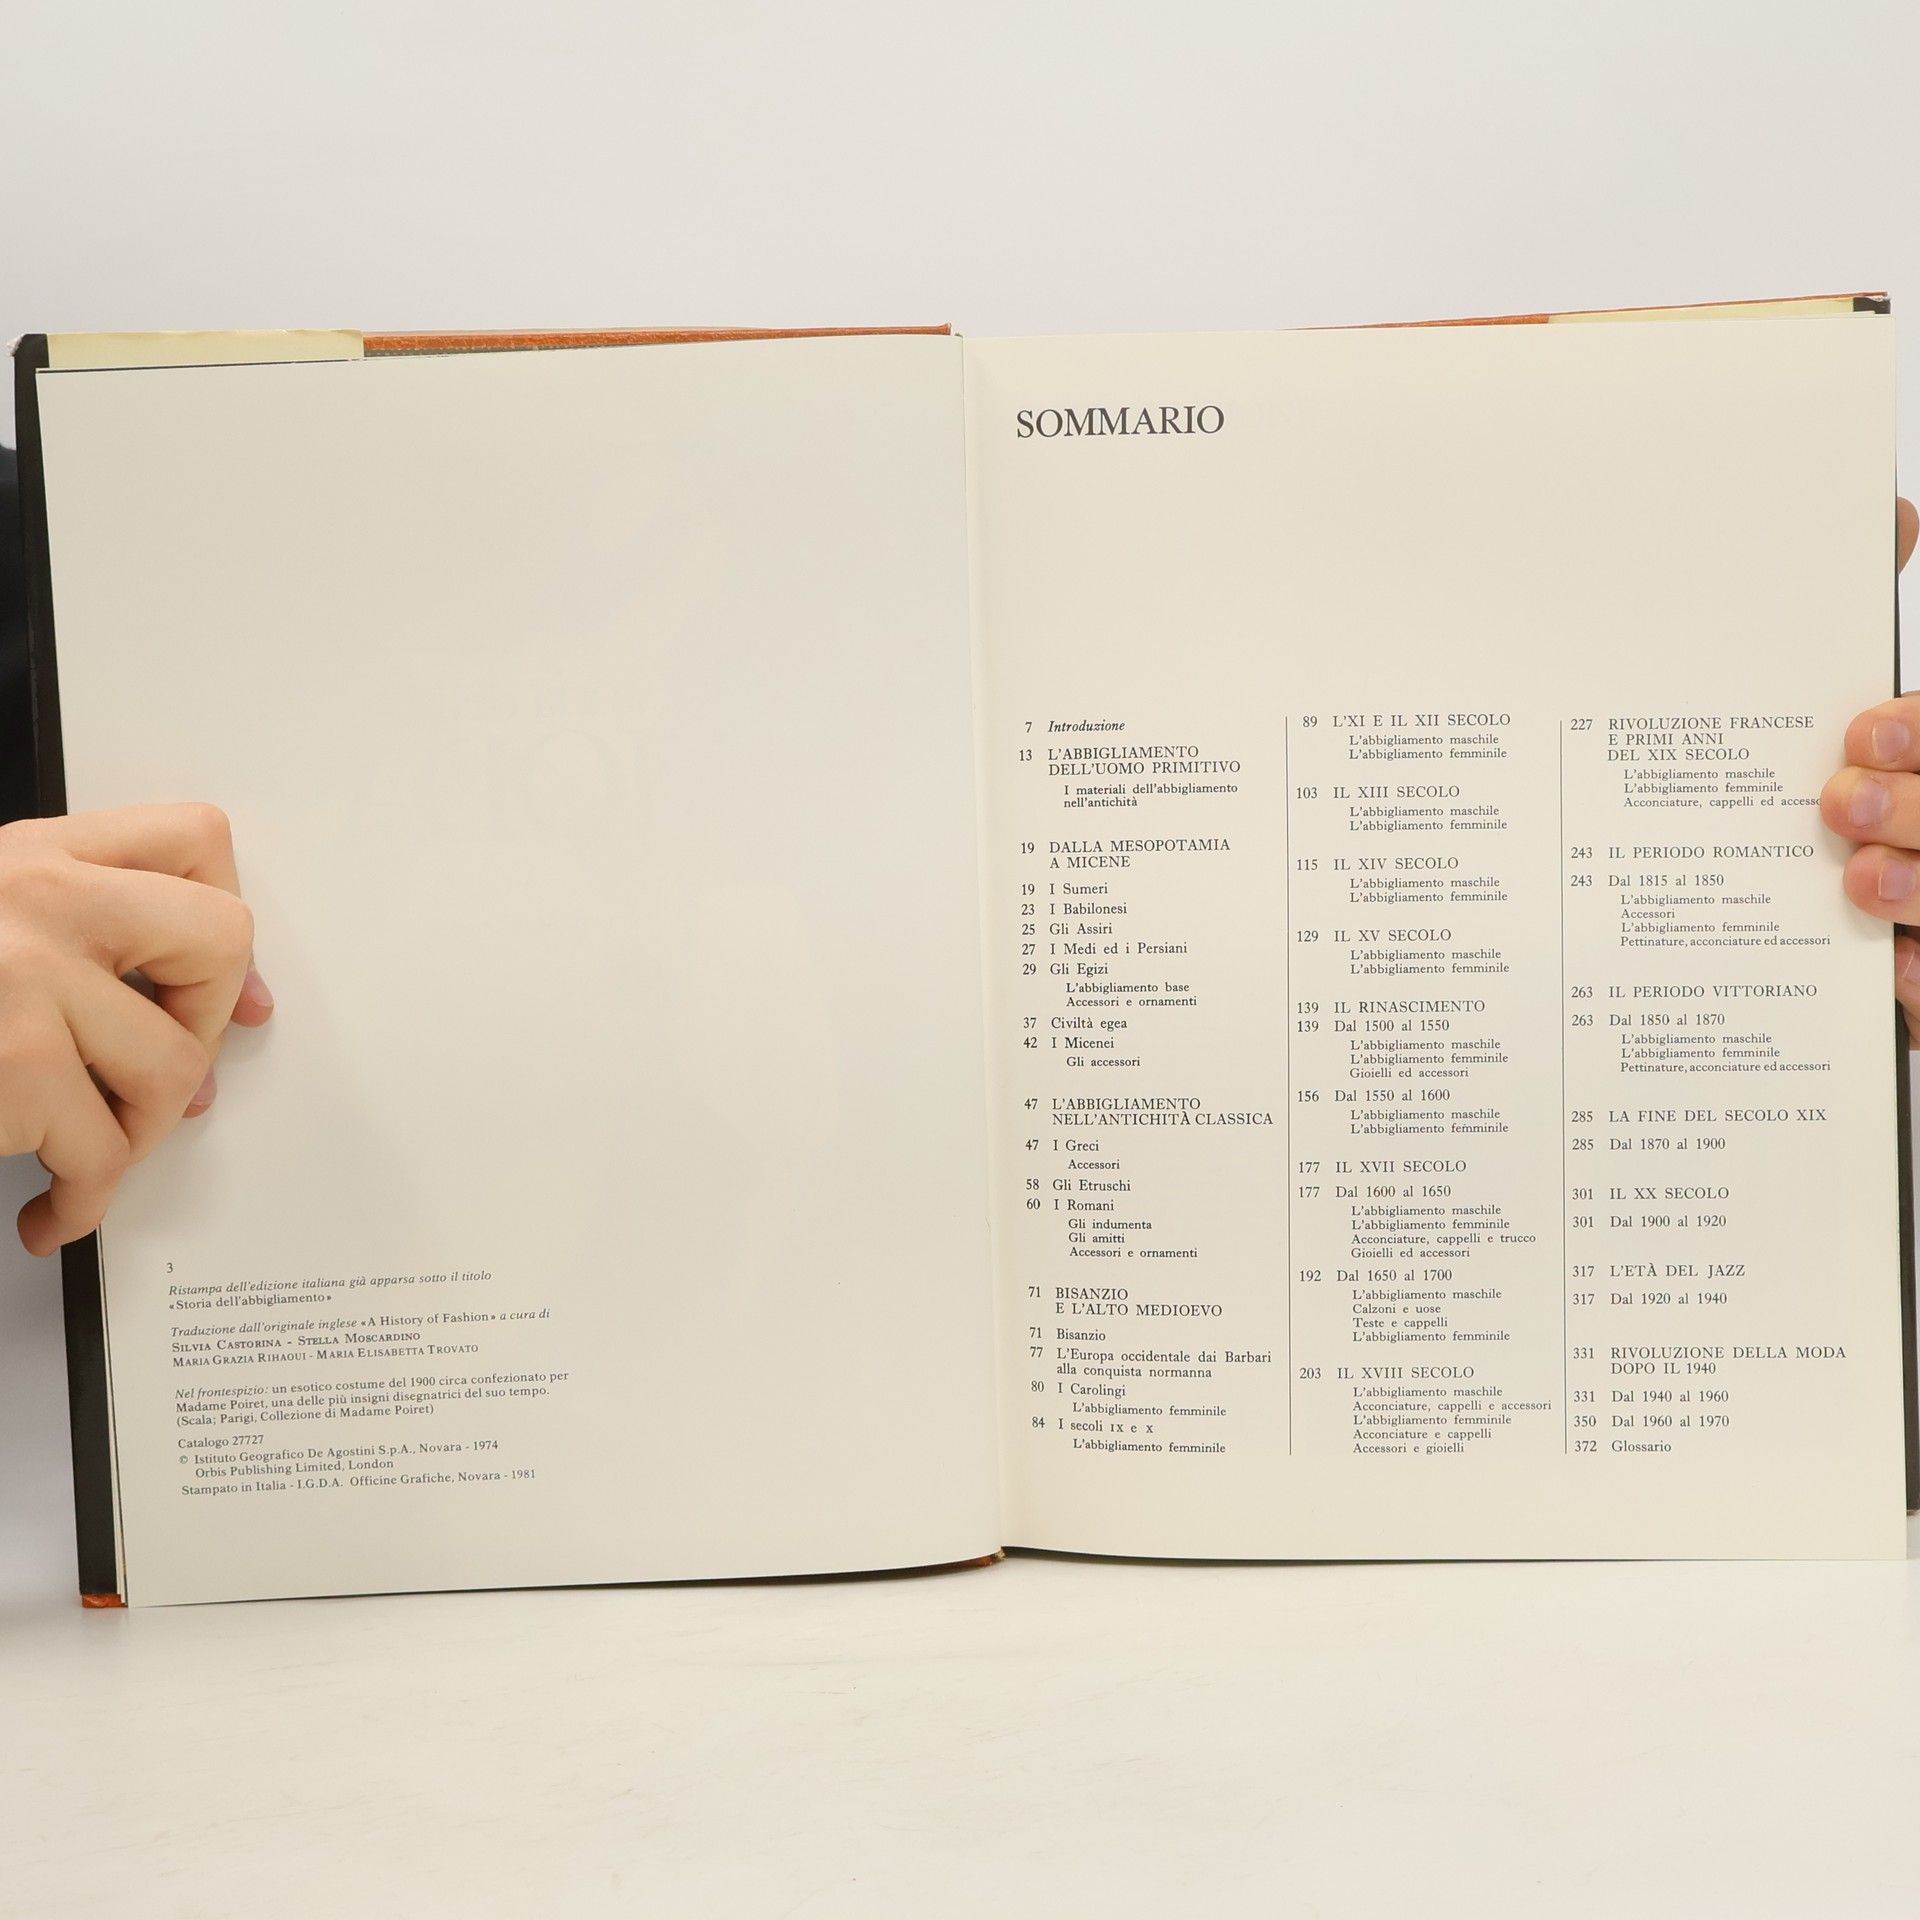 3
Ristampa dell'edizione italiana già apparsa sotto il titolo
«Storia dell'abbigliamento»
Traduzione dall'originale inglese «A History of Fashion» a cura di
SILVIA CASTORINA - STELLA MOSCARDINO
MARIA GRAZIA RIHAOUI - MARIA ELISABETTA TROVATO
Nel frontespizio: un esotico costume del 1900 circa confezionato per
Madame Poiret, una delle più insigni disegnatrici del suo tempo.
(Scala; Parigi, Collezione di Madame Poiret)
Catalogo 27727
© Istituto Geografico De Agostini S.p.A., Novara - 1974
Orbis Publishing Limited, London
Stampato in Italia - I.G.D.A. Officine Grafiche, Novara - 1981
SOMMARIO
7 Introduzione
13 L'ABBIGLIAMENTO
DELL'UOMO PRIMITIVO
I materiali dell'abbigliamento
nell'antichità
19 DALLA MESOPOTAMIA
A MICENE
19 I Sumeri
23 I Babilonesi
25 Gli Assiri
27 I Medi ed i Persiani
29 Gli Egizi
L'abbigliamento base
Accessori e ornamenti
37 Civiltà egea
42 I Micenei
Gli accessori
47 L'ABBIGLIAMENTO
NELL'ANTICHITÀ CLASSICA
47 I Greci
Accessori
58 Gli Etruschi
60 I Romani
Gli indumenta
Gli amitti
Accessori e ornamenti
71 BISANZIO
E L'ALTO MEDIOEVO
71 Bisanzio
77 L'Europa occidentale dai Barbari
alla conquista normanna
80 I Carolingi
L'abbigliamento femminile
84 I secoli IX e X
L'abbigliamento femminile
89 L'XI E IL XII SECOLO
L'abbigliamento maschile
L'abbigliamento femminile
103 IL XIII SECOLO
L'abbigliamento maschile
L'abbigliamento femminile
115 IL XIV SECOLO
L'abbigliamento maschile
L'abbigliamento femminile
129 IL XV SECOLO
L'abbigliamento maschile
L'abbigliamento femminile
139 IL RINASCIMENTO
139 Dal 1500 al 1550
L'abbigliamento maschile
L'abbigliamento femminile
Gioielli ed accessori
156 Dal 1550 al 1600
L'abbigliamento maschile
L'abbigliamento femminile
177 IL XVII SECOLO
177 Dal 1600 al 1650
L'abbigliamento maschile
L'abbigliamento femminile
Acconciature, cappelli e trucco
Gioielli ed accessori
192 Dal 1650 al 1700
L'abbigliamento maschile
Calzoni e uose
Teste e cappelli
L'abbigliamento femminile
203 IL XVIII SECOLO
L'abbigliamento maschile
Acconciature, cappelli e accessori
L'abbigliamento femminile
Acconciature e cappelli
Accessori e gioielli
227 RIVOLUZIONE FRANCESE
E PRIMI ANNI
DEL XIX SECOLO
L'abbigliamento maschile
L'abbigliamento femminile
Acconciature, cappelli ed
243 IL PERIODO ROMANTICO
243 Dal 1815 al 1850
L'abbigliamento maschile
Accessori
L'abbigliamento femminile
Pettinature, acconciature ed accessori
263 IL PERIODO VITTORIANO
263 Dal 1850 al 1870
L'abbigliamento maschile
L'abbigliamento femminile
Pettinature, acconciature ed accessori
285 LA FINE DEL SECOLO XIX
285 Dal 1870 al 1900
301 IL XX SECOLO
301 Dal 1900 al 1920
317 L'ETÀ DEL JAZZ
317 Dal 1920 al 1940
331 RIVOLUZIONE DELLA MODA
DOPO IL 1940
331 Dal 1940 al 1960
350 Dal 1960 al 1970
372 Glossario